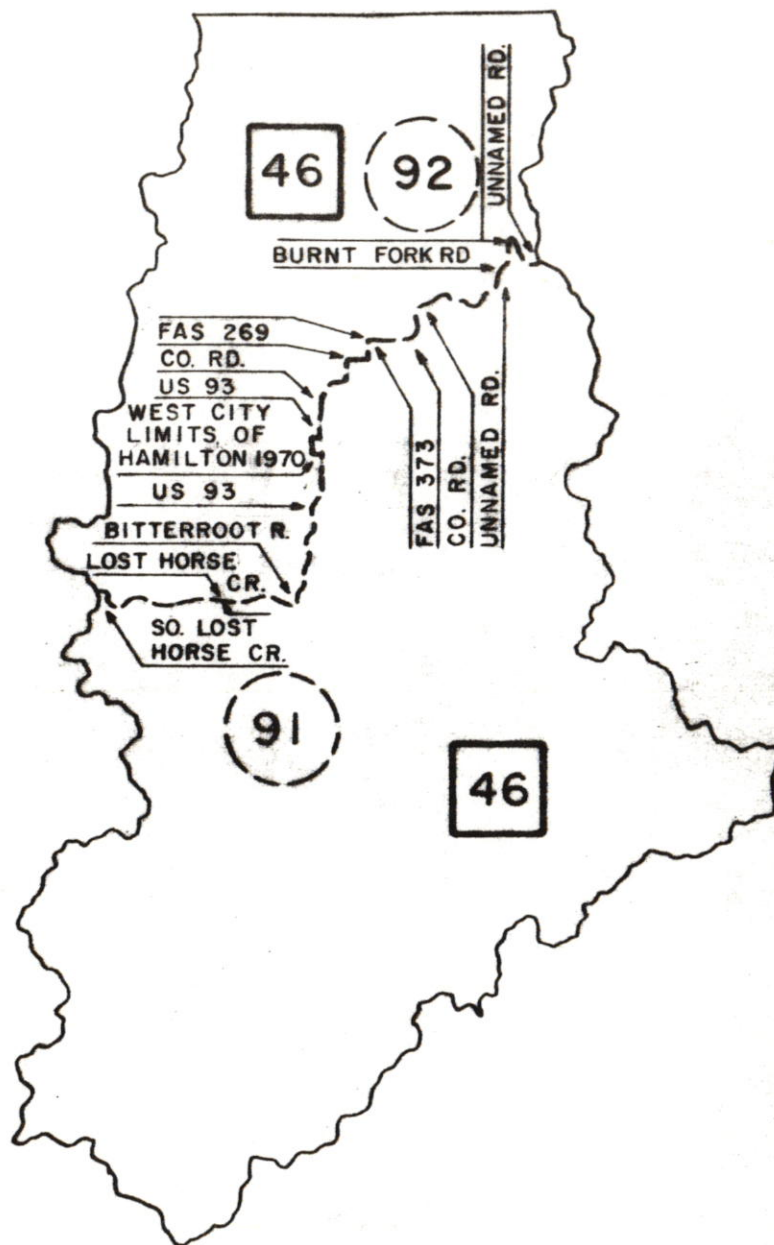 UNNAMED RD.
46
92
BURNT FORK RD
FAS 269
CO. RD.
US 93
WEST CITY
LIMITS OF
HAMILTON 1970
US 93
BITTERROOT R.
LOST HORSE
CR.
SO. LOST
HORSE CR.
FAS 373
CO. RD.
UNNAMED RD.
91
46